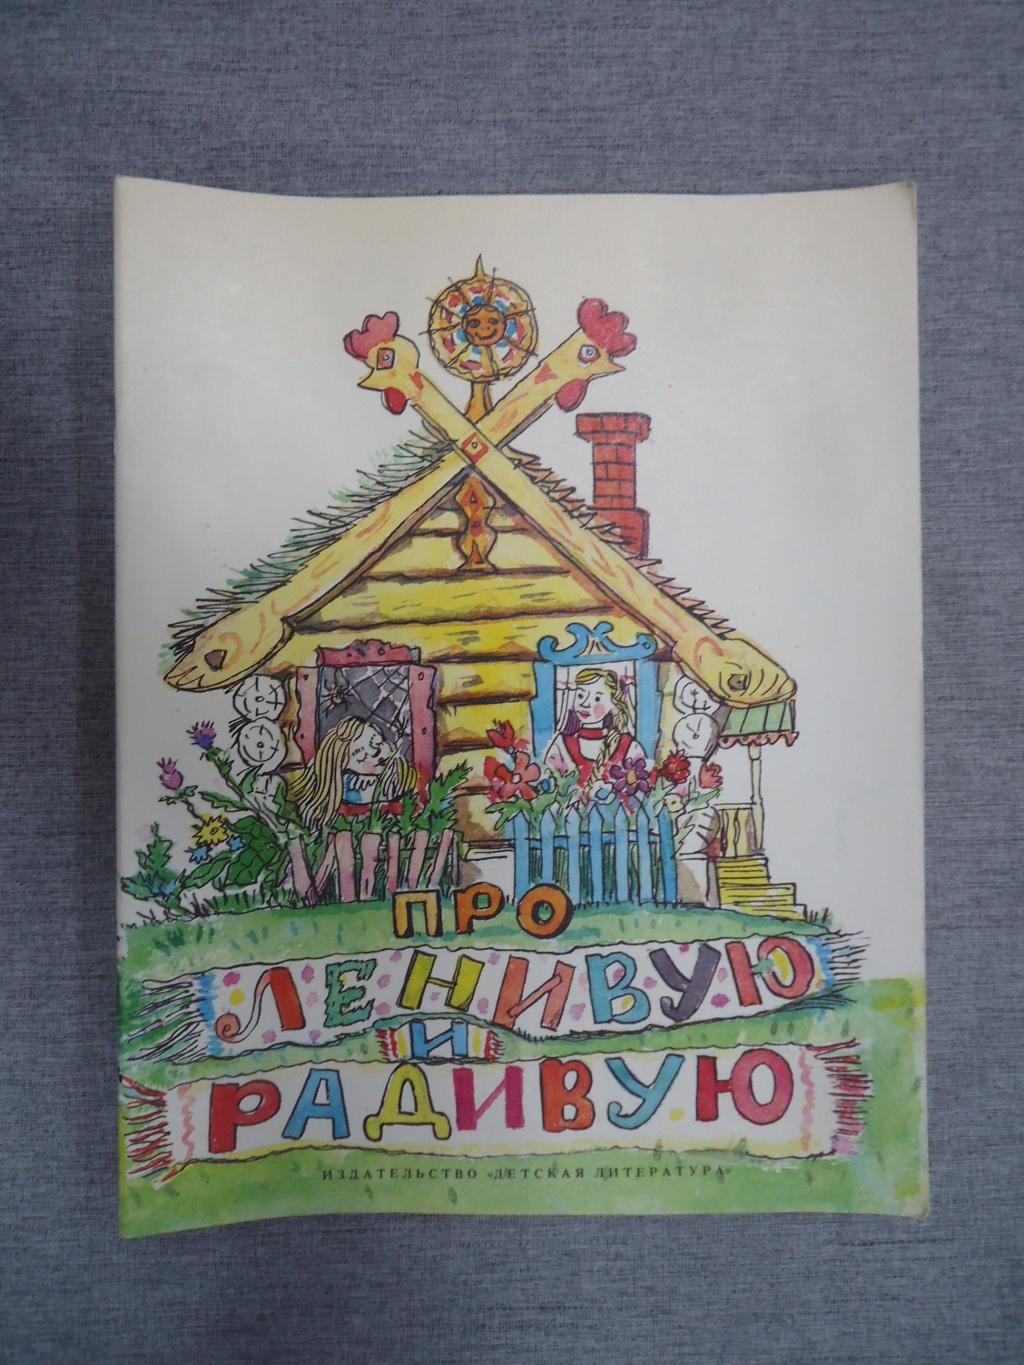 ПРО
ЛЕНИВУЮ
И
РАДИВУЮ
ИЗДАТЕЛЬСТВО «ДЕТСКАЯ ЛИТЕРАТУРА»